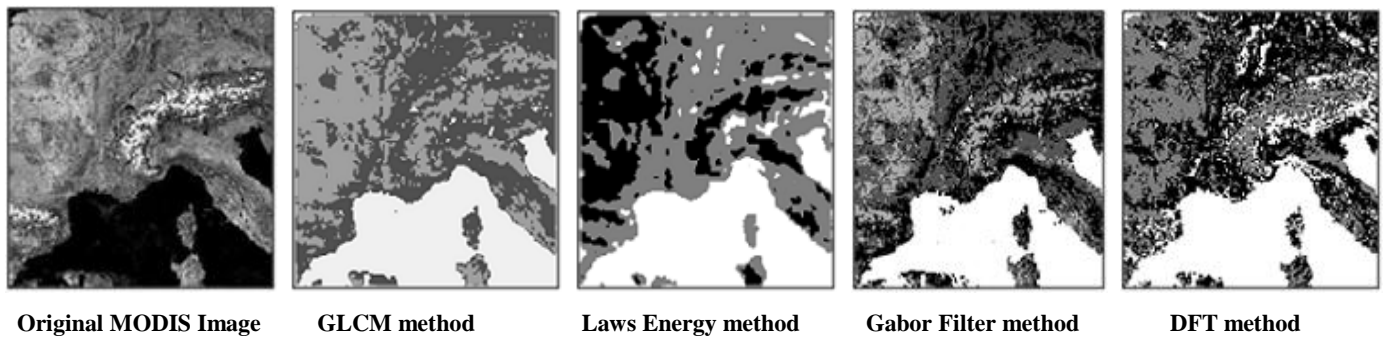 Original MODIS Image
GLCM method
Laws Energy method
Gabor Filter method
DFT method